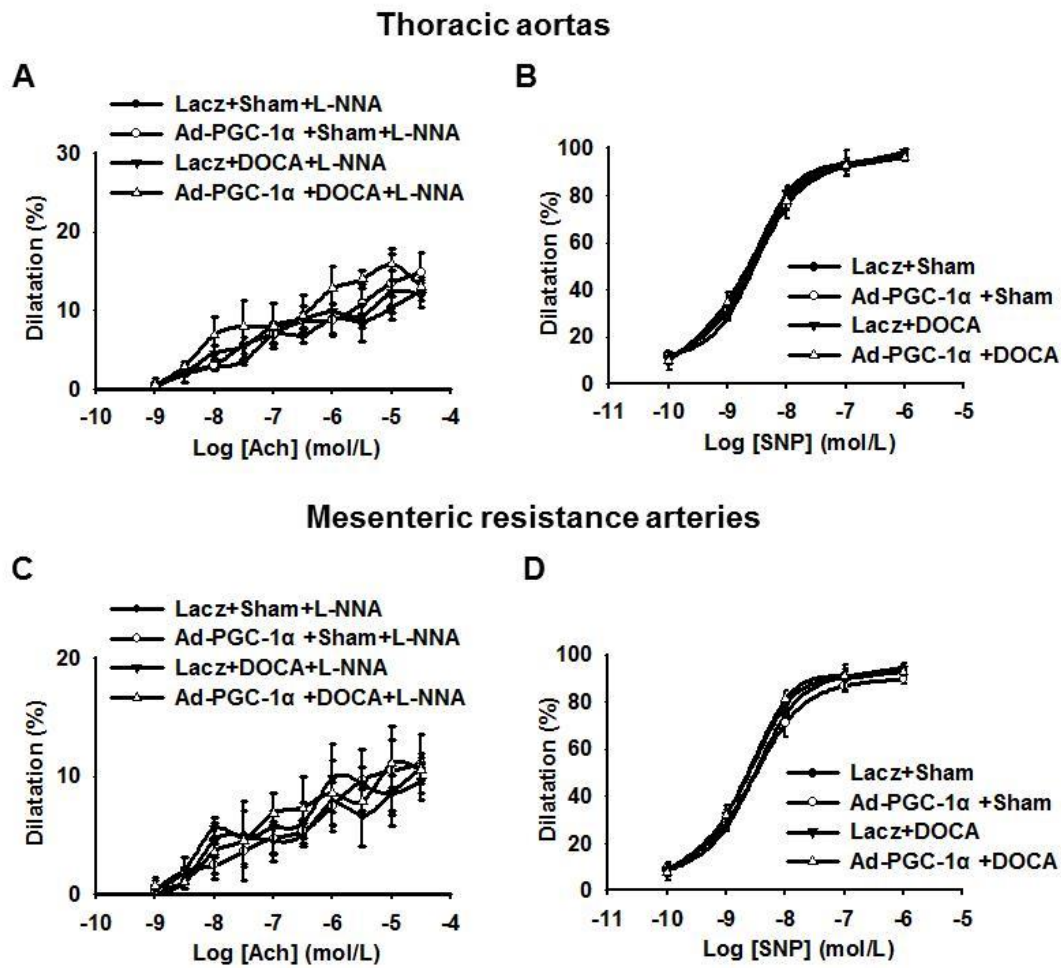 Thoracic aortas
A
Lacz+Sham+L-NNA
Ad-PGC-1α +Sham+L-NNA
Lacz+DOCA+L-NNA
Ad-PGC-1α +DOCA+L-NNA
Dilatation (%)
30
20
10
0
-10 -9 -8 -7 -6 -5 -4
Log [Ach] (mol/L)
B
Dilatation (%)
100
80
60
40
20
0
Lacz+Sham
Ad-PGC-1α +Sham
Lacz+DOCA
Ad-PGC-1α +DOCA
-11 -10 -9 -8 -7 -6 -5
Log [SNP] (mol/L)
Mesenteric resistance arteries
C
Lacz+Sham+L-NNA
Ad-PGC-1α +Sham+L-NNA
Lacz+DOCA+L-NNA
Ad-PGC-1α +DOCA+L-NNA
Dilatation (%)
20
10
0
-10 -9 -8 -7 -6 -5 -4
Log [Ach] (mol/L)
D
Dilatation (%)
100
80
60
40
20
0
Lacz+Sham
Ad-PGC-1α +Sham
Lacz+DOCA
Ad-PGC-1α +DOCA
-11 -10 -9 -8 -7 -6 -5
Log [SNP] (mol/L)